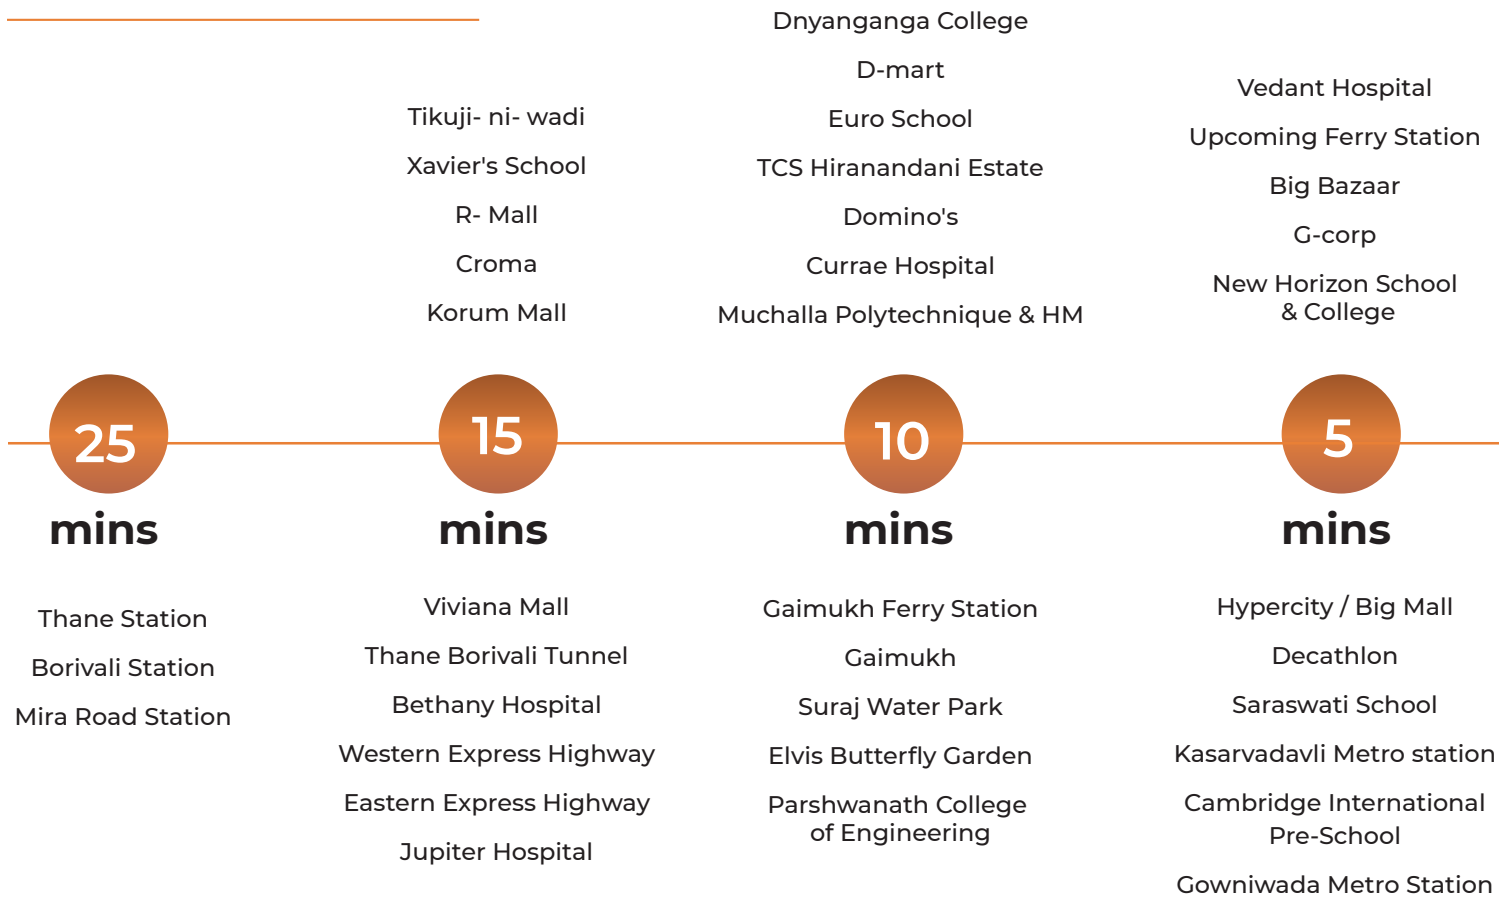 Tikuji- ni- wadi
Xavier's School
R- Mall
Croma
Korum Mall
Dnyanganga College
D-mart
Euro School
TCS Hiranandani Estate
Domino's
Currae Hospital
Muchalla Polytechnique & HM
Vedant Hospital
Upcoming Ferry Station
Big Bazaar
G-corp
New Horizon School
& College
25
mins
15
mins
10
mins
5
mins
Thane Station
Borivali Station
Mira Road Station
Viviana Mall
Thane Borivali Tunnel
Bethany Hospital
Western Express Highway
Eastern Express Highway
Jupiter Hospital
Gaimukh Ferry Station
Gaimukh
Suraj Water Park
Elvis Butterfly Garden
Parshwanath College
of Engineering
Hypercity / Big Mall
Decathlon
Saraswati School
Kasarvadavli Metro station
Cambridge International
Pre-School
Gowniwada Metro Station